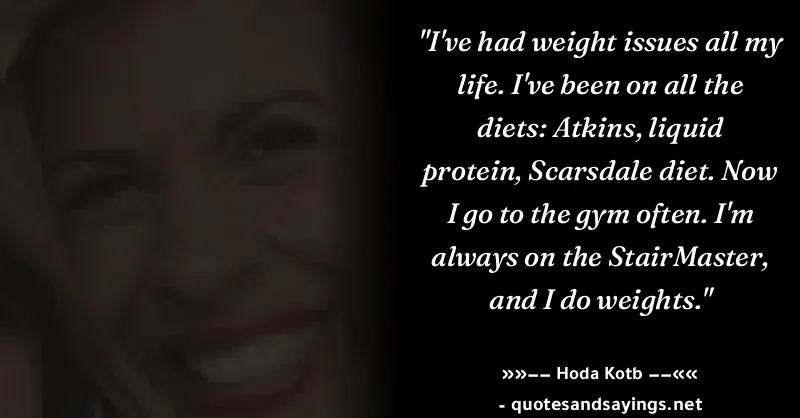 "I've had weight issues all my
life. I've been on all the
diets: Atkins, liquid
protein, Scarsdale diet. Now
I go to the gym often. I'm
always on the StairMaster,
and I do weights."
»»–– Hoda Kotb ––««
- quotesandsayings.net